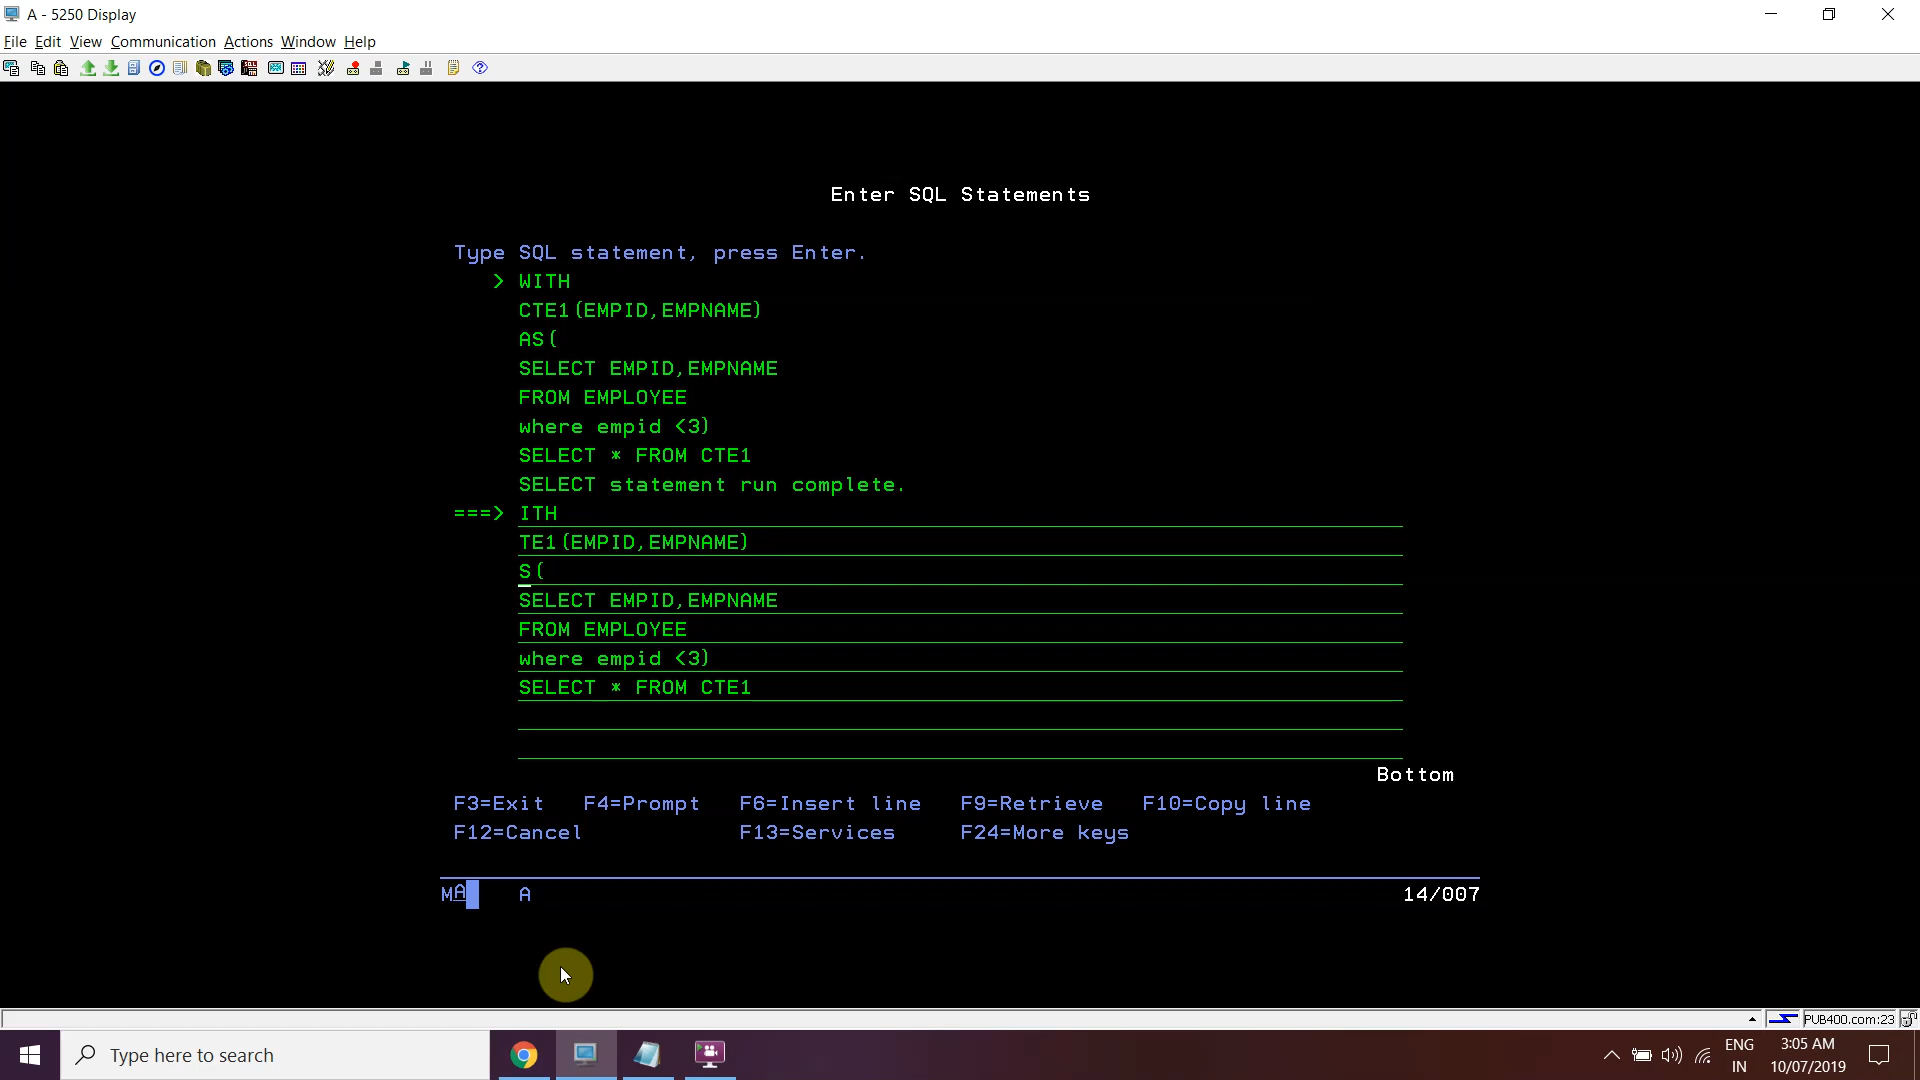 A - 5250 Display
File Edit View Communication Actions Window Help
Enter SQL Statements
Type SQL statement, press Enter.
> WITH
CTE1(EMPID,EMPNAME)
AS(
SELECT EMPID,EMPNAME
FROM EMPLOYEE
where empid <3)
SELECT * FROM CTE1
SELECT statement run complete.
===> ITH
TE1(EMPID,EMPNAME)
S(
SELECT EMPID,EMPNAME
FROM EMPLOYEE
where empid <3)
SELECT * FROM CTE1
Bottom
F3=Exit F4=Prompt F6=Insert line F9=Retrieve F10=Copy line
F12=Cancel F13=Services F24=More keys
MA A 14/007
PUB400.com:23
Type here to search
ENG 3:05 AM
IN 10/07/2019